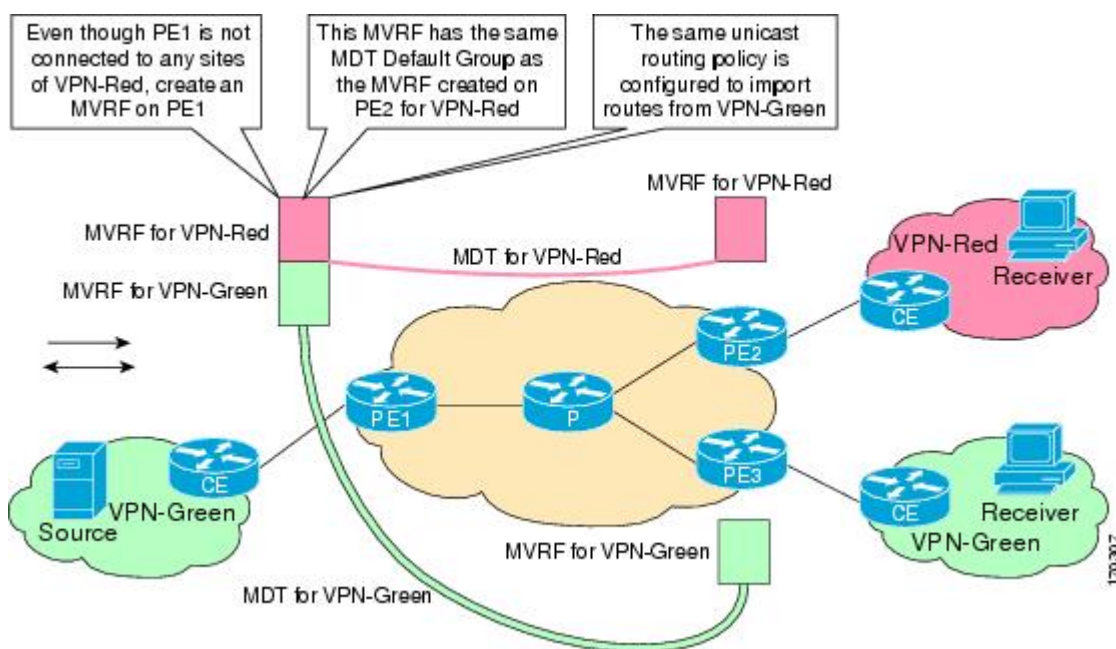 Even though PE1 is not
connected to any sites
of VPN-Red, create an
MVRF on PE1
This MVRF has the same
MDT Default Group as
the MVRF created on
PE2 for VPN-Red
The same unicast
routing policy is
configured to import
routes from VPN-Green
MVRF for VPN-Red
MVRF for VPN-Red
MDT for VPN-Red
MVRF for VPN-Green
VPN-Red
Receiver
CE
PE2
PE1
P
PE3
CE
VPN-Green
Source
CE
Receiver
VPN-Green
MVRF for VPN-Green
MDT for VPN-Green